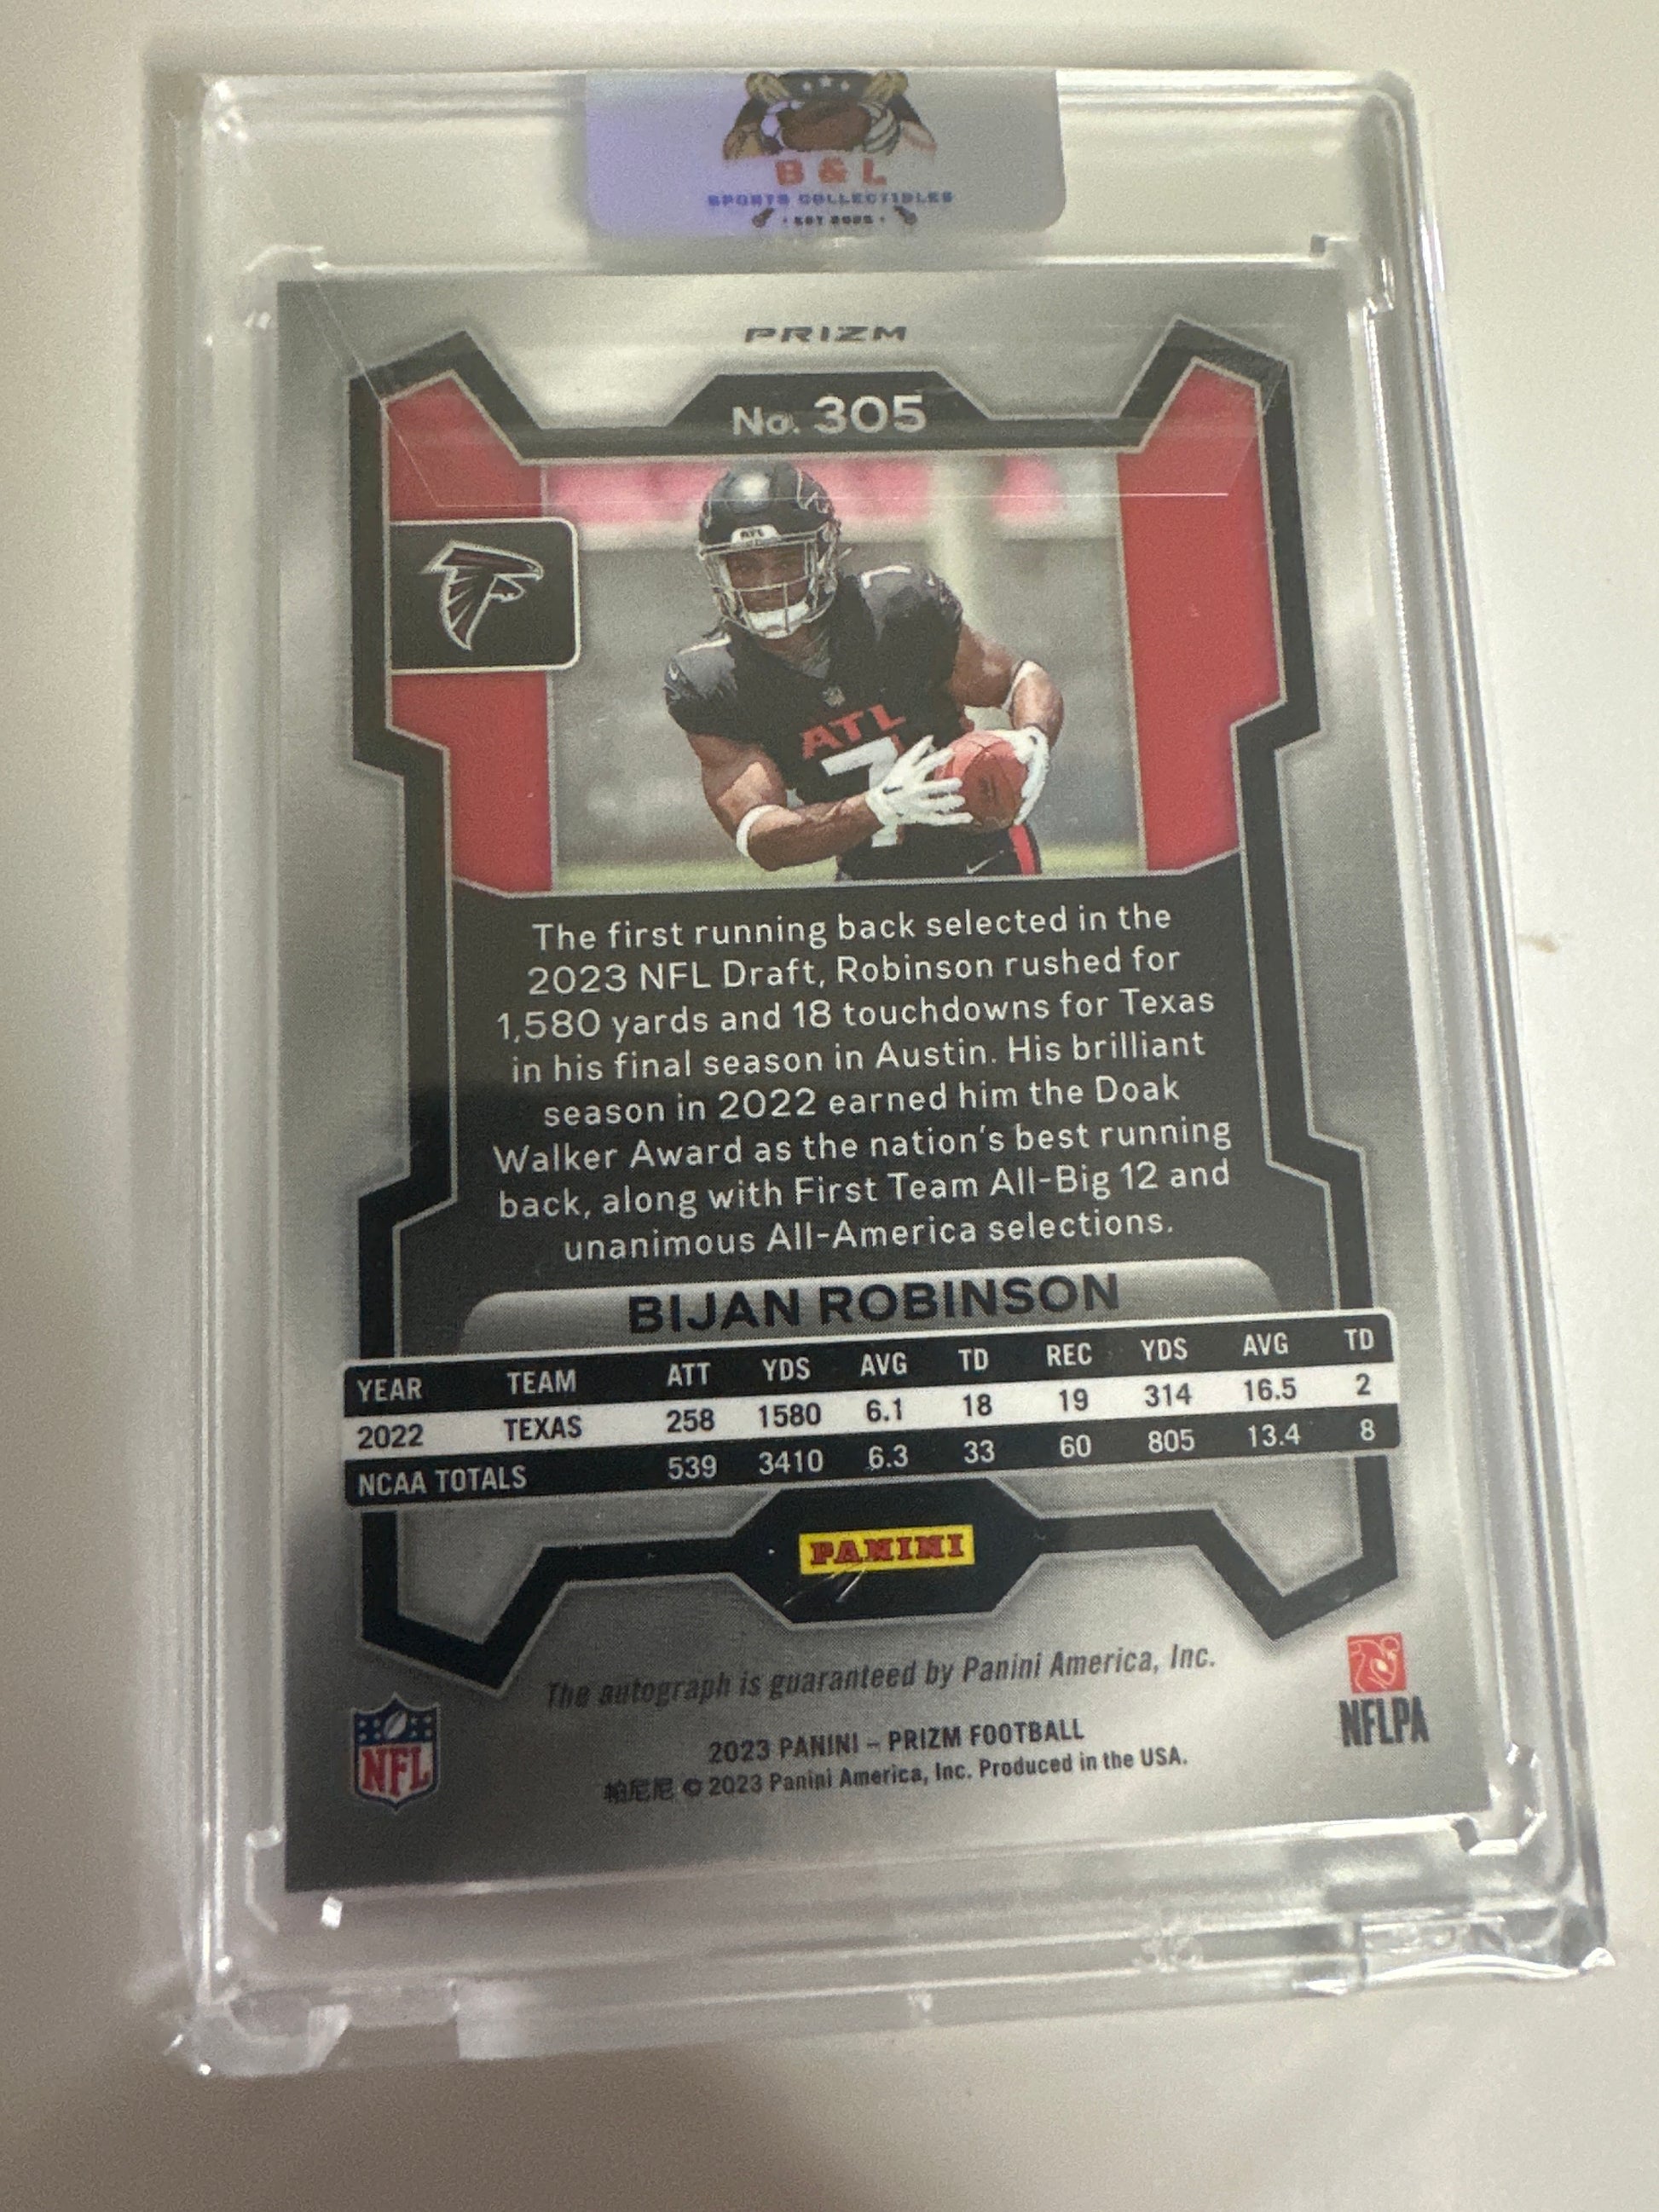 B & L
SPORTS COLLECTIBLES
PRIZM
No. 305
ATL
ATL
7
The first running back selected in the
2023 NFL Draft, Robinson rushed for
1,580 yards and 18 touchdowns for Texas
in his final season in Austin. His brilliant
season in 2022 earned him the Doak
Walker Award as the nation's best running
back, along with First Team All-Big 12 and
unanimous All-America selections.
BIJAN ROBINSON
YEAR TEAM ATT YDS AVG TD REC YDS AVG TD
2022 TEXAS 258 1580 6.1 18 19 314 16.5 2
NCAA TOTALS 539 3410 6.3 33 60 805 13.4 8
PANINI
The autograph is guaranteed by Panini America, Inc.
NFL
NFLPA
2023 PANINI – PRIZM FOOTBALL
帕尼尼 © 2023 Panini America, Inc. Produced in the USA.